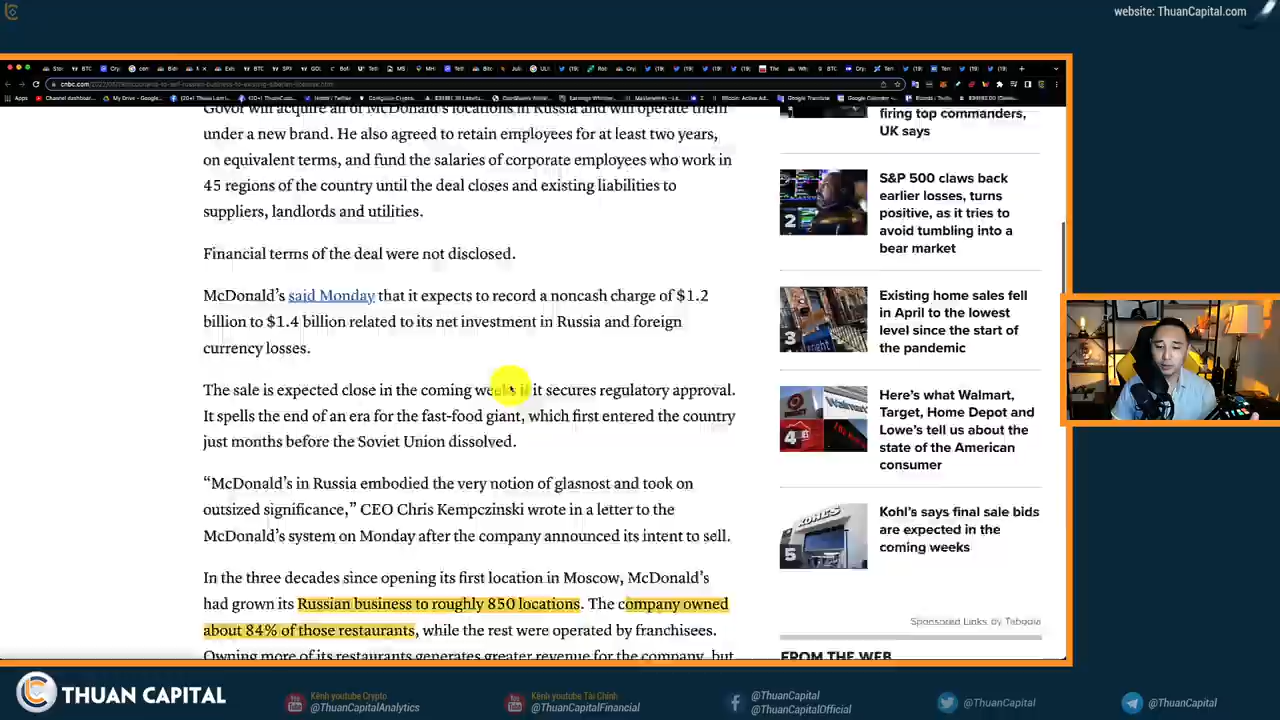 website: ThuanCapital.com
Govor will require all of McDonald's locations in Russia and will operate them
under a new brand. He also agreed to retain employees for at least two years,
on equivalent terms, and fund the salaries of corporate employees who work in
45 regions of the country until the deal closes and existing liabilities to
suppliers, landlords and utilities.
Financial terms of the deal were not disclosed.
McDonald's said Monday that it expects to record a noncash charge of $1.2
billion to $1.4 billion related to its net investment in Russia and foreign
currency losses.
The sale is expected close in the coming weeks if it secures regulatory approval.
It spells the end of an era for the fast-food giant, which first entered the country
just months before the Soviet Union dissolved.
“McDonald's in Russia embodied the very notion of glasnost and took on
outsized significance,” CEO Chris Kempczinski wrote in a letter to the
McDonald's system on Monday after the company announced its intent to sell.
In the three decades since opening its first location in Moscow, McDonald's
had grown its Russian business to roughly 850 locations. The company owned
about 84% of those restaurants, while the rest were operated by franchisees.
Owning more of its restaurants generates greater revenue for the company, but
firing top commanders,
UK says
2
S&P 500 claws back
earlier losses, turns
positive, as it tries to
avoid tumbling into a
bear market
3
Existing home sales fell
in April to the lowest
level since the start of
the pandemic
4
Here's what Walmart,
Target, Home Depot and
Lowe's tell us about the
state of the American
consumer
5
KOHL'S
Kohl's says final sale bids
are expected in the
coming weeks
Sponsored Links by Taboola
FROM THE WEB
THUAN CAPITAL
Kênh youtube Crypto
@ThuanCapitalAnalytics
Kênh youtube Tài Chính
@ThuanCapitalFinancial
@ThuanCapital
@ThuanCapitalOfficial
@ThuanCapital
@ThuanCapital